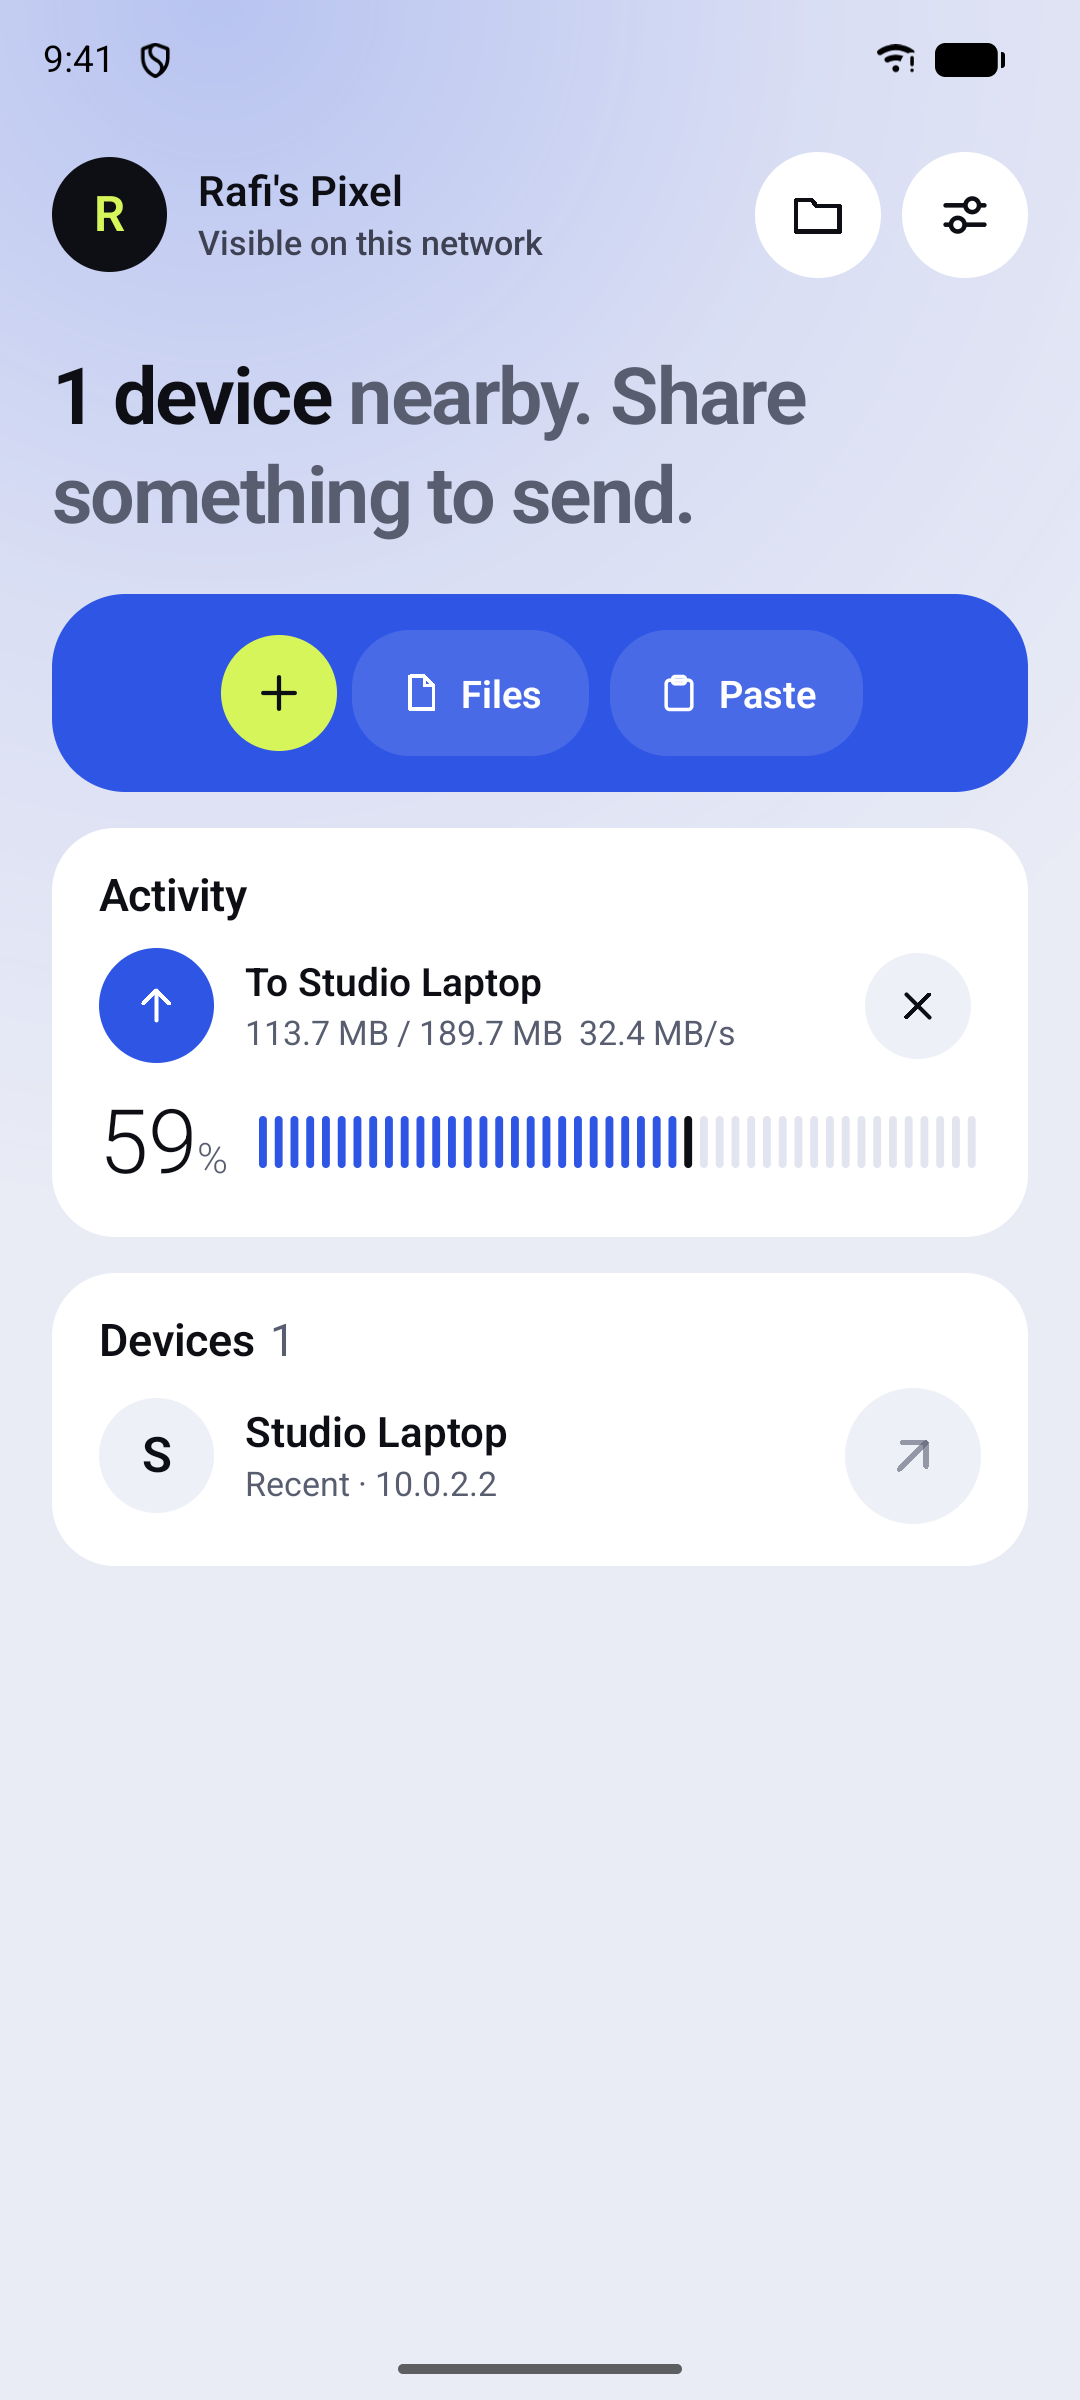 9:41
R
Rafi's Pixel
Visible on this network
1 device nearby. Share
something to send.
Files
Paste
Activity
To Studio Laptop
113.7 MB / 189.7 MB  32.4 MB/s
59%
Devices 1
S
Studio Laptop
Recent · 10.0.2.2